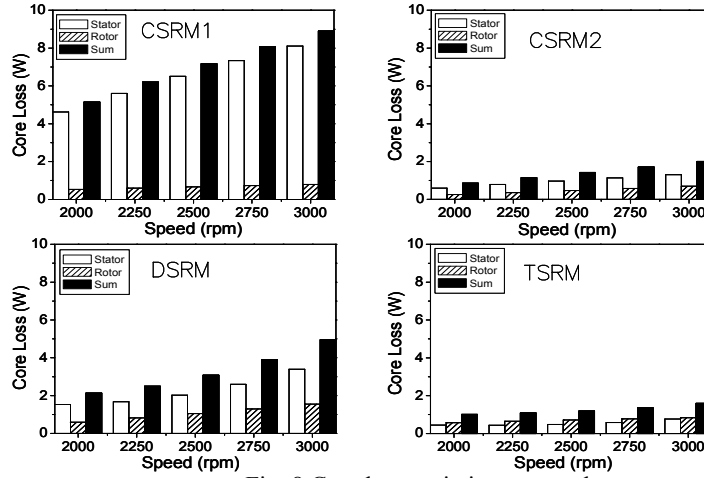 10
8
6
4
2
0
Core Loss (W)
Stator
Rotor
Sum
CSRM1
2000 2250 2500 2750 3000
Speed (rpm)
10
8
6
4
2
0
Core Loss (W)
Stator
Rotor
Sum
CSRM2
2000 2250 2500 2750 3000
Speed (rpm)
10
8
6
4
2
0
Core Loss (W)
Stator
Rotor
Sum
DSRM
2000 2250 2500 2750 3000
Speed (rpm)
10
8
6
4
2
0
Core Loss (W)
Stator
Rotor
Sum
TSRM
2000 2250 2500 2750 3000
Speed (rpm)